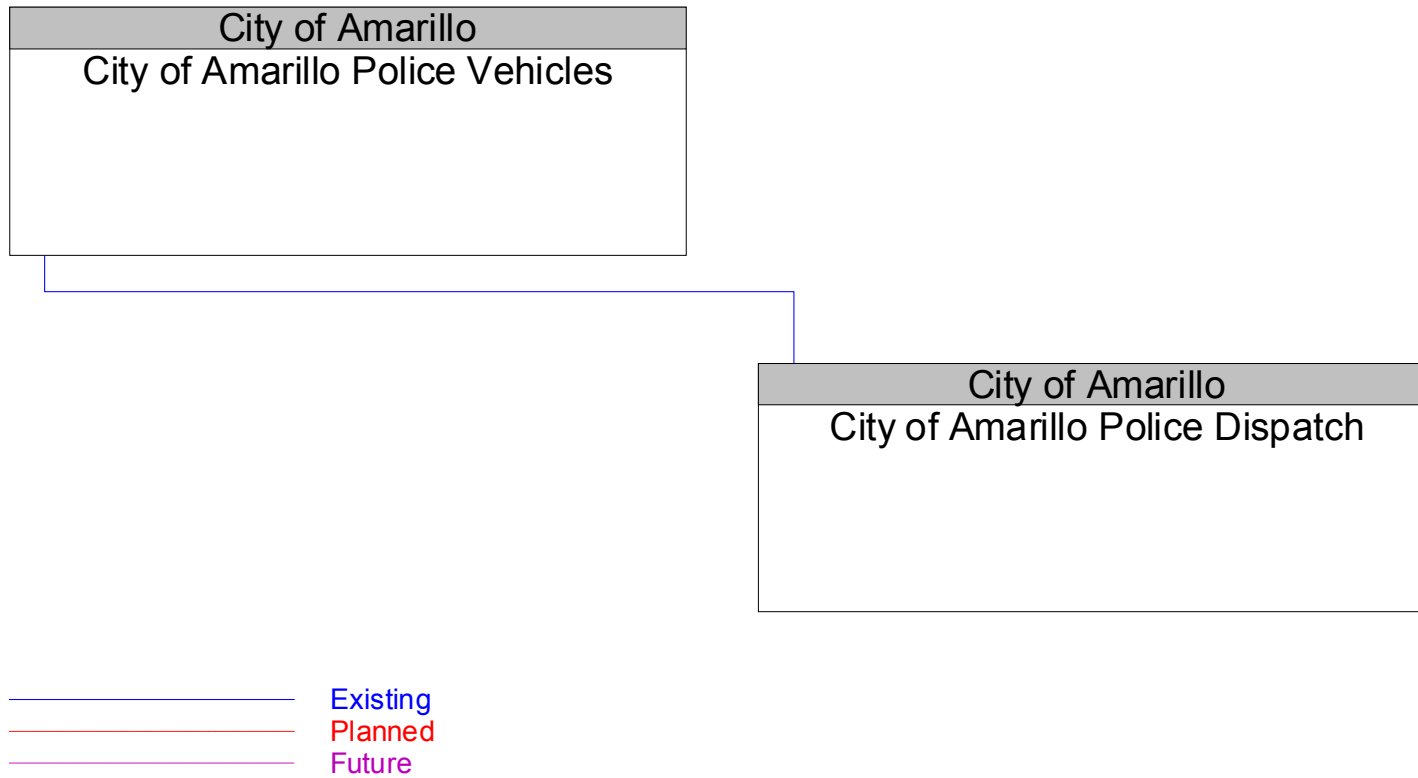 City of Amarillo
City of Amarillo Police Vehicles
City of Amarillo
City of Amarillo Police Dispatch
Existing
Planned
Future